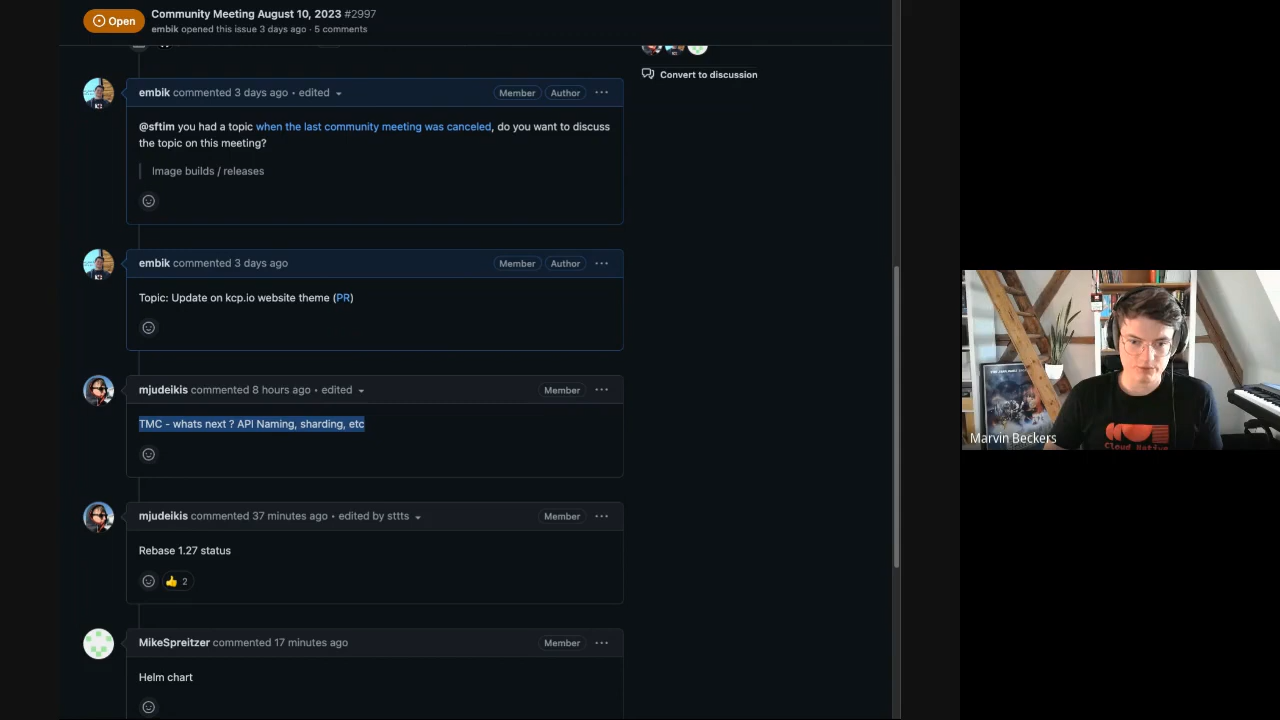 Open
Community Meeting August 10, 2023 #2997
embik opened this issue 3 days ago · 5 comments
Convert to discussion
embik commented 3 days ago • edited
Member
Author
@sftim you had a topic when the last community meeting was canceled, do you want to discuss
the topic on this meeting?
Image builds / releases
embik commented 3 days ago
Member
Author
Topic: Update on kcp.io website theme (PR)
mjudeikis commented 8 hours ago • edited
Member
TMC - whats next ? API Naming, sharding, etc
mjudeikis commented 37 minutes ago • edited by sttts
Member
Rebase 1.27 status
2
MikeSpreitzer commented 17 minutes ago
Member
Helm chart
Marvin Beckers
Cloud Native